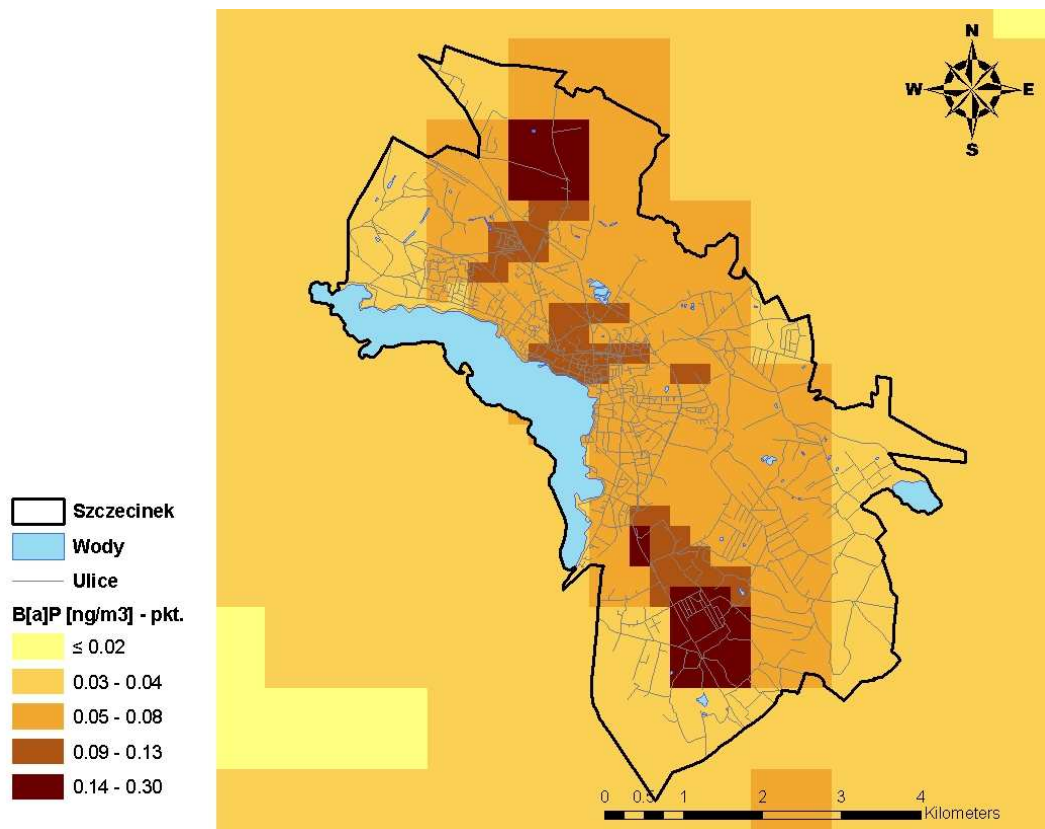 N
W E
S
Szczecinek
Wody
Ulice
B[a]P [ng/m3] - pkt.
≤ 0.02
0.03 - 0.04
0.05 - 0.08
0.09 - 0.13
0.14 - 0.30
0 0.5 1 2 3 4
Kilometers